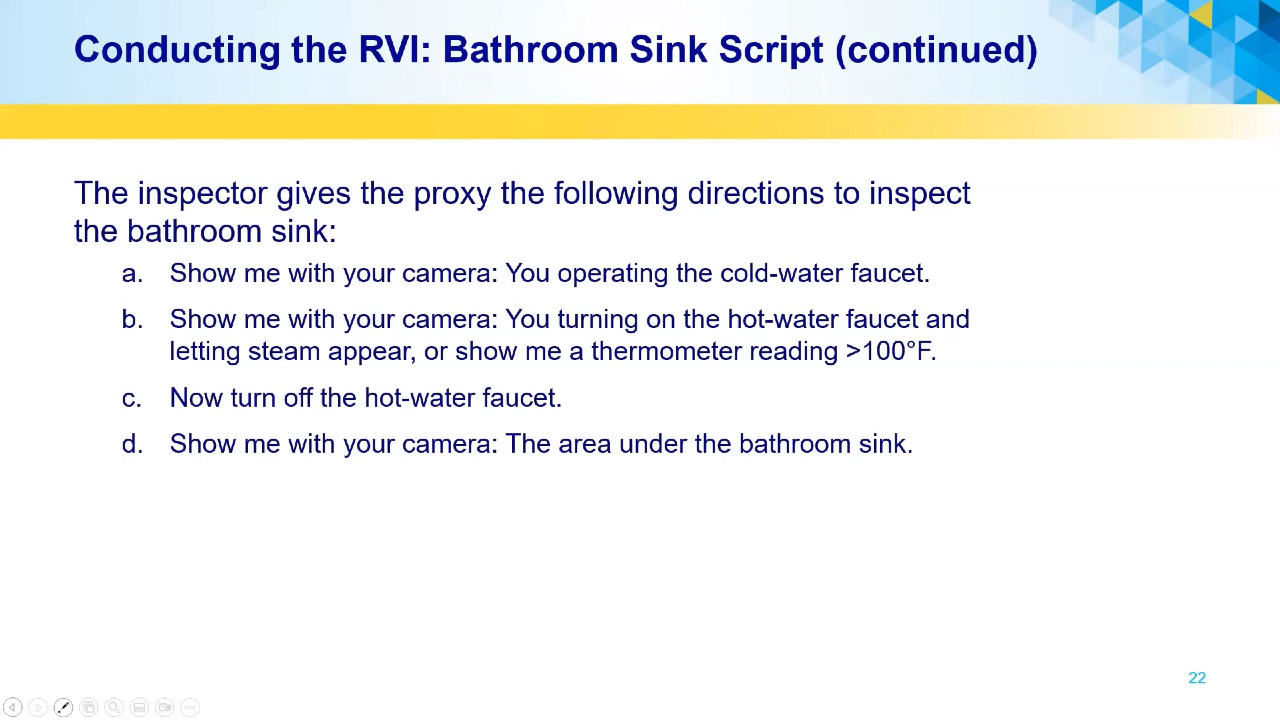 Conducting the RVI: Bathroom Sink Script (continued)
The inspector gives the proxy the following directions to inspect
the bathroom sink:
a. Show me with your camera: You operating the cold-water faucet.
b. Show me with your camera: You turning on the hot-water faucet and
letting steam appear, or show me a thermometer reading >100°F.
c. Now turn off the hot-water faucet.
d. Show me with your camera: The area under the bathroom sink.
22